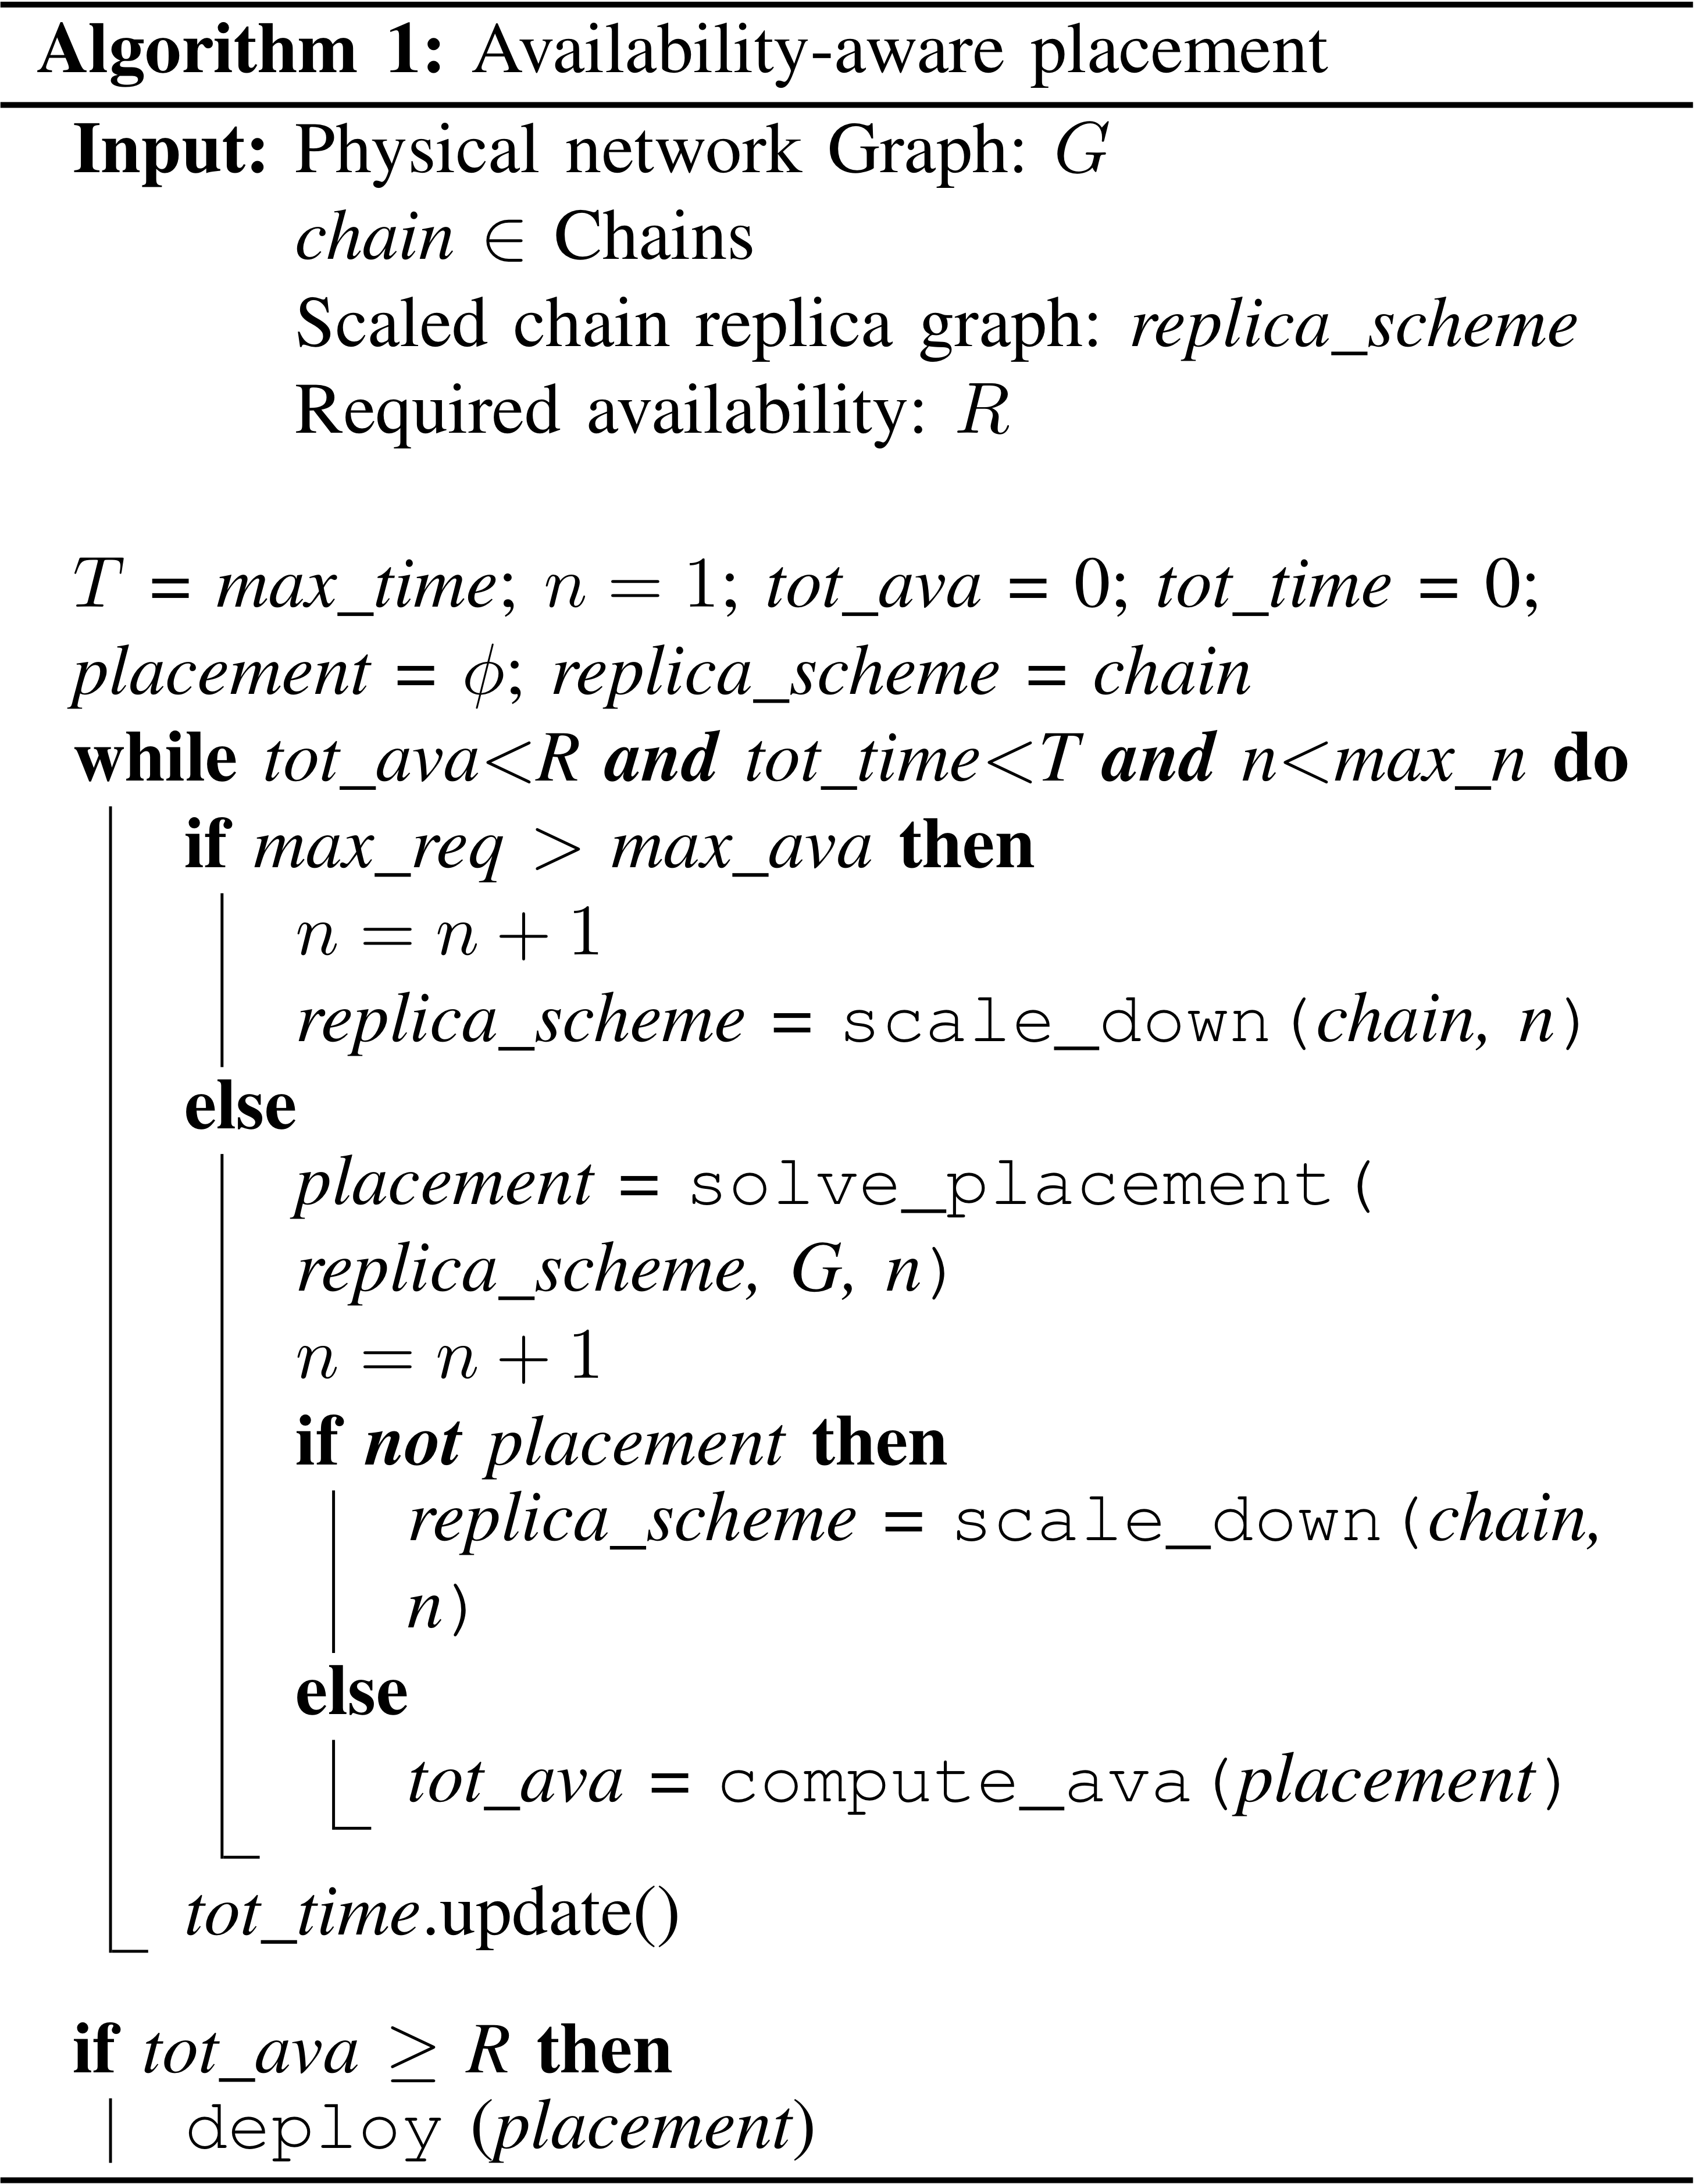 Algorithm 1: Availability-aware placement
Input: Physical network Graph: G
chain ∈ Chains
Scaled chain replica graph: replica_scheme
Required availability: R
T = max_time; n = 1; tot_ava = 0; tot_time = 0;
placement = ϕ; replica_scheme = chain
while tot_ava<R and tot_time<T and n<max_n do
if max_req > max_ava then
n = n + 1
replica_scheme = scale_down(chain, n)
else
placement = solve_placement(
replica_scheme, G, n)
n = n + 1
if not placement then
replica_scheme = scale_down(chain,
n)
else
tot_ava = compute_ava(placement)
tot_time.update()
if tot_ava ≥ R then
deploy (placement)